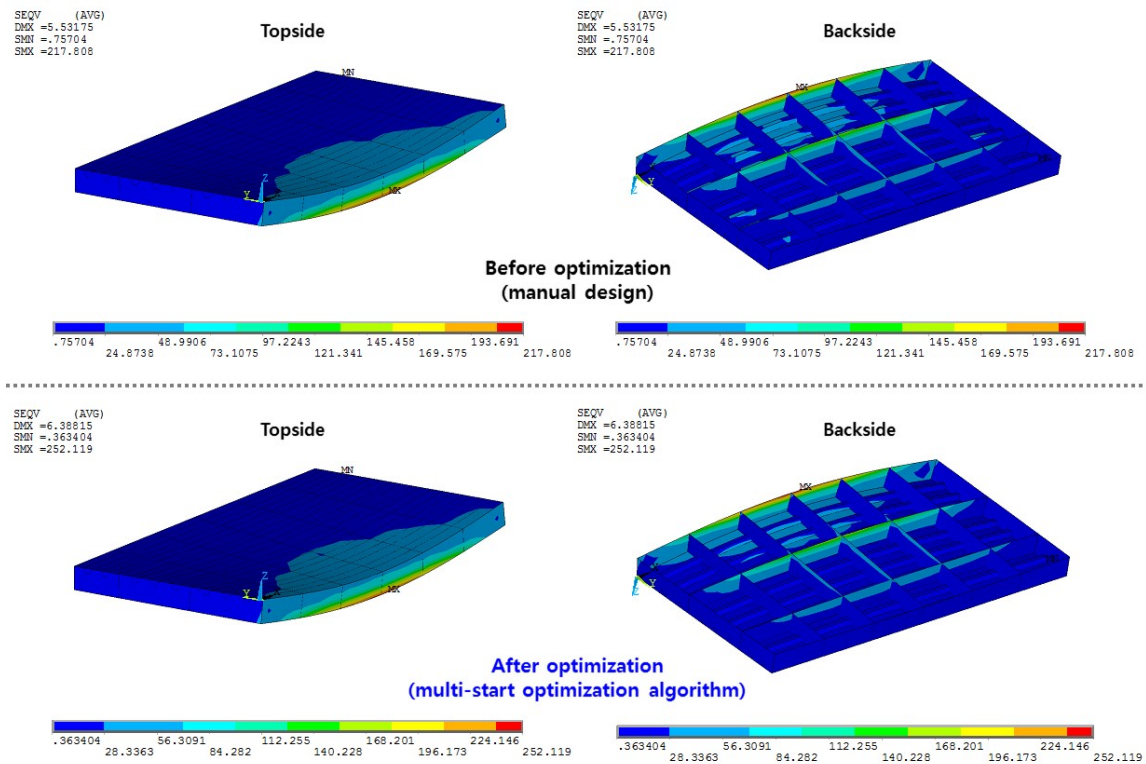 SEQV (AVG)
DMX =5.53175
SMN =.75704
SMX =217.808
Topside
MN
MX
Z
Y
SEQV (AVG)
DMX =5.53175
SMN =.75704
SMX =217.808
Backside
MX
Y
Z
Before optimization
(manual design)
.75704 48.9906 97.2243 145.458 193.691
24.8738 73.1075 121.341 169.575 217.808
.75704 48.9906 97.2243 145.458 193.691
24.8738 73.1075 121.341 169.575 217.808
SEQV (AVG)
DMX =6.38815
SMN =.363404
SMX =252.119
Topside
MN
MX
Z
Y
SEQV (AVG)
DMX =6.38815
SMN =.363404
SMX =252.119
Backside
MX
Y
Z
After optimization
(multi-start optimization algorithm)
.363404 56.3091 112.255 168.201 224.146
28.3363 84.282 140.228 196.173 252.119
.363404 56.3091 112.255 168.201 224.146
28.3363 84.282 140.228 196.173 252.119